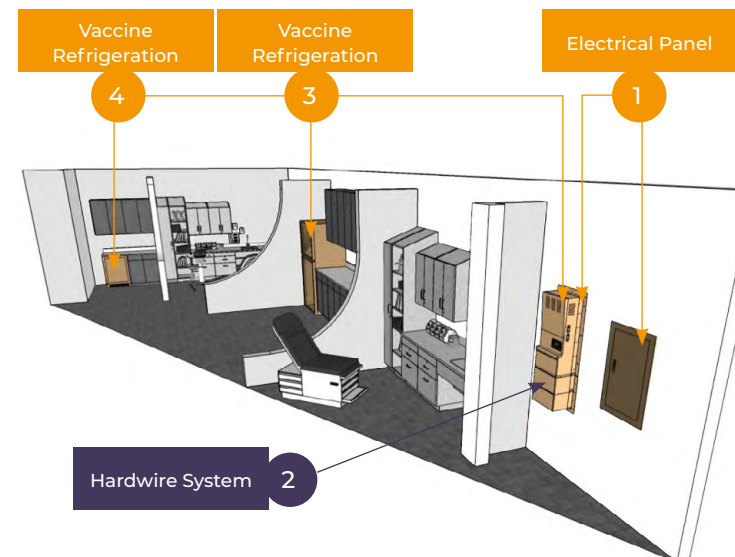 Vaccine
Refrigeration
Vaccine
Refrigeration
Electrical Panel
4
3
1
Hardwire System
2